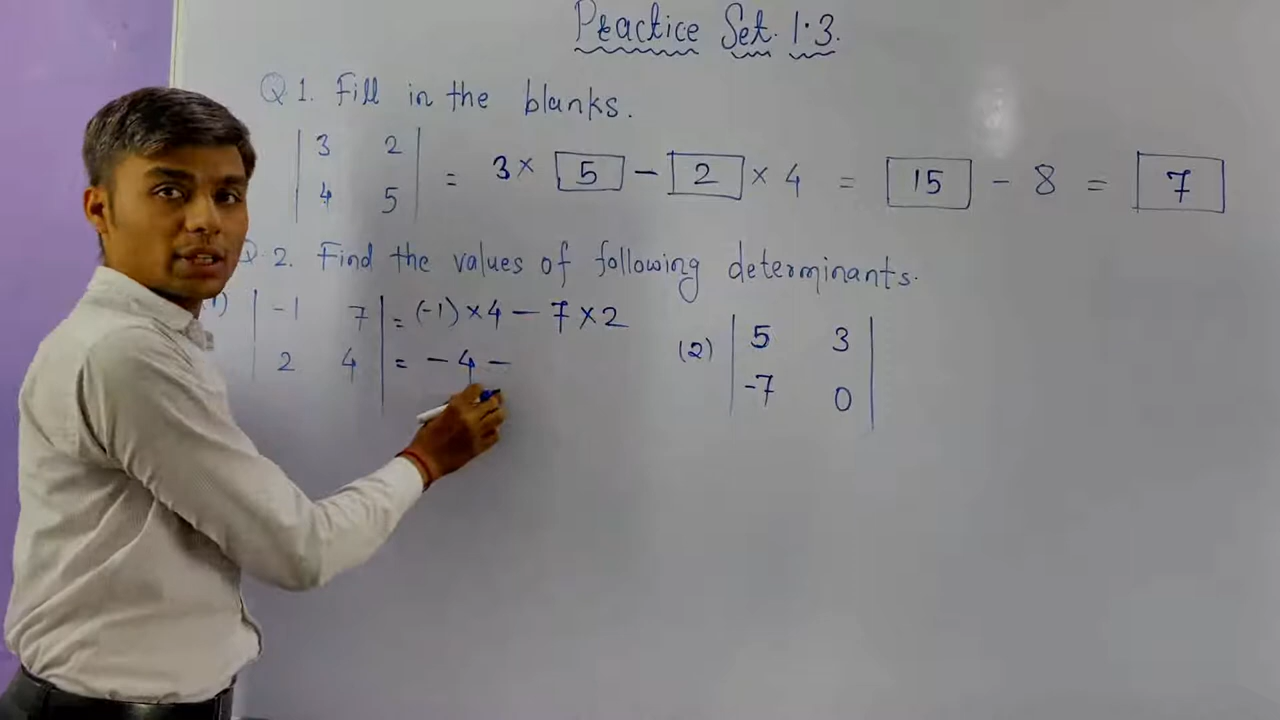 Practice Set. 1.3.
Q 1. Fill in the blanks.
| 3 2 | = 3 × 5 − 2 × 4 = 15 − 8 = 7
| 4 5 |
Q. 2. Find the values of following determinants.
1) | -1 7 | = (-1) × 4 − 7 × 2
| 2 4 | = − 4 −
(2) | 5 3 |
| -7 0 |